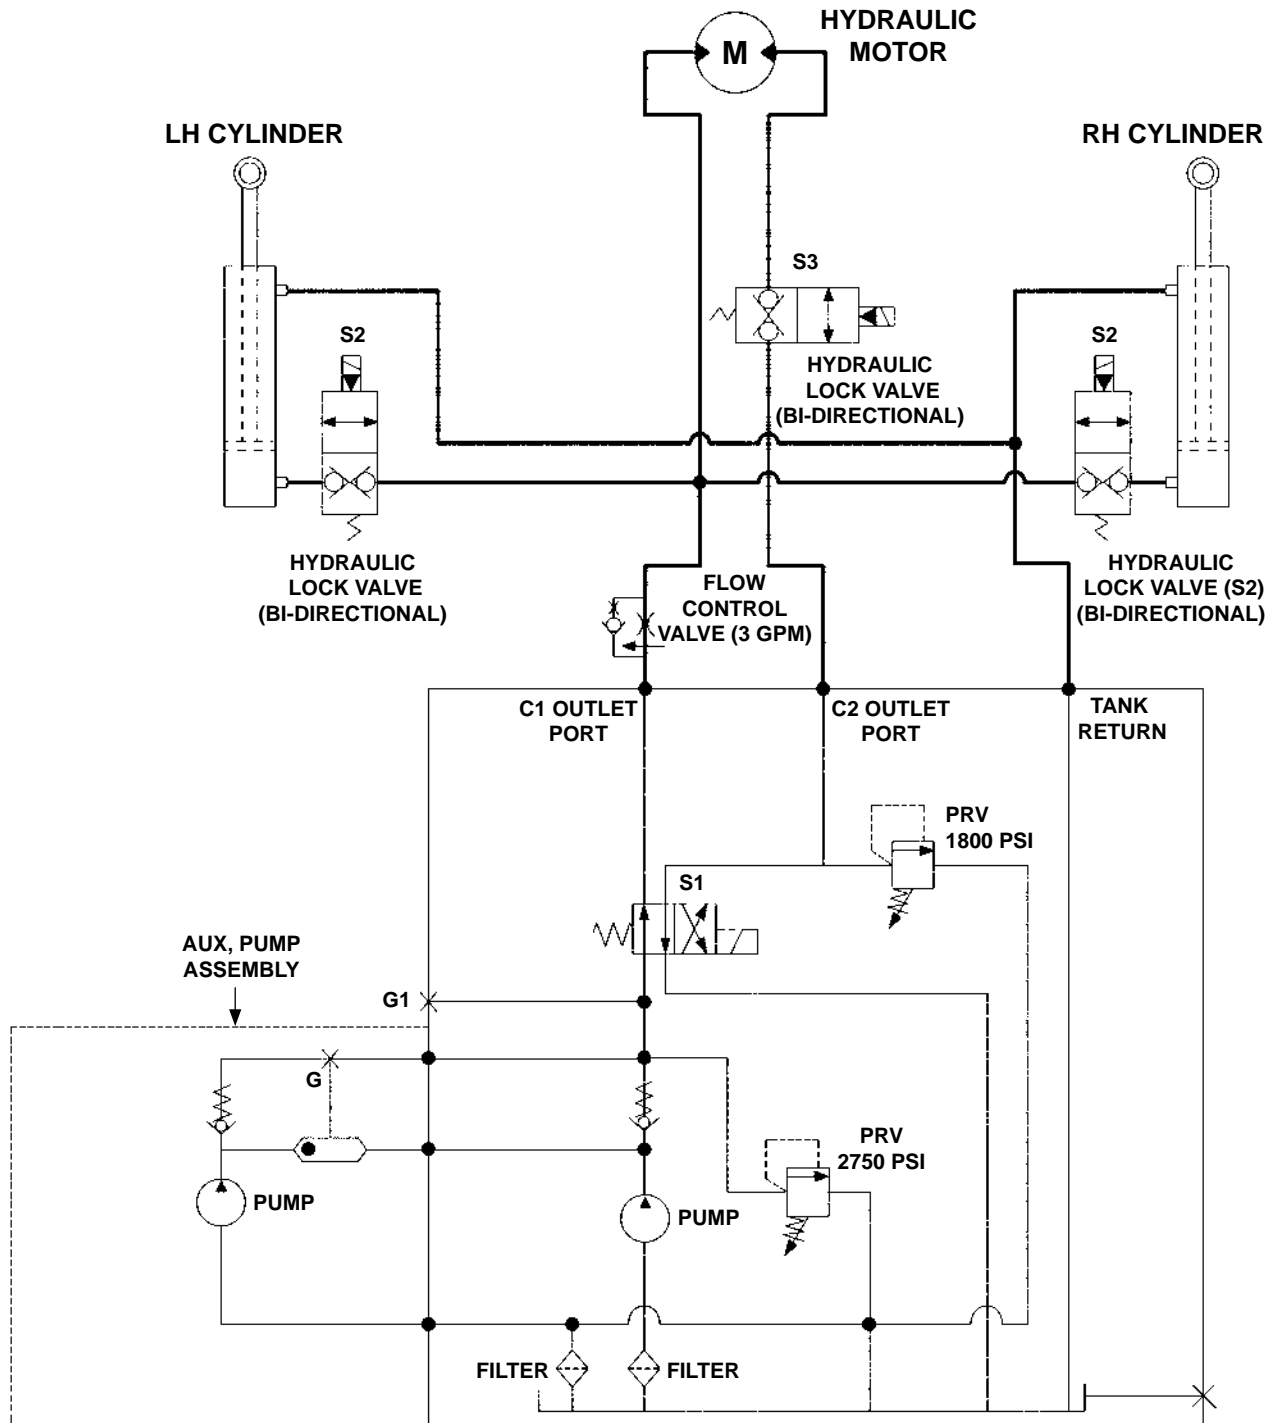 HYDRAULIC
MOTOR
M
LH CYLINDER
RH CYLINDER
S3
S2
S2
HYDRAULIC
LOCK VALVE
(BI-DIRECTIONAL)
HYDRAULIC
LOCK VALVE
(BI-DIRECTIONAL)
HYDRAULIC
LOCK VALVE (S2)
(BI-DIRECTIONAL)
FLOW
CONTROL
VALVE (3 GPM)
C1 OUTLET
PORT
C2 OUTLET
PORT
TANK
RETURN
PRV
1800 PSI
S1
AUX, PUMP
ASSEMBLY
G1
G
PRV
2750 PSI
PUMP
PUMP
FILTER
FILTER